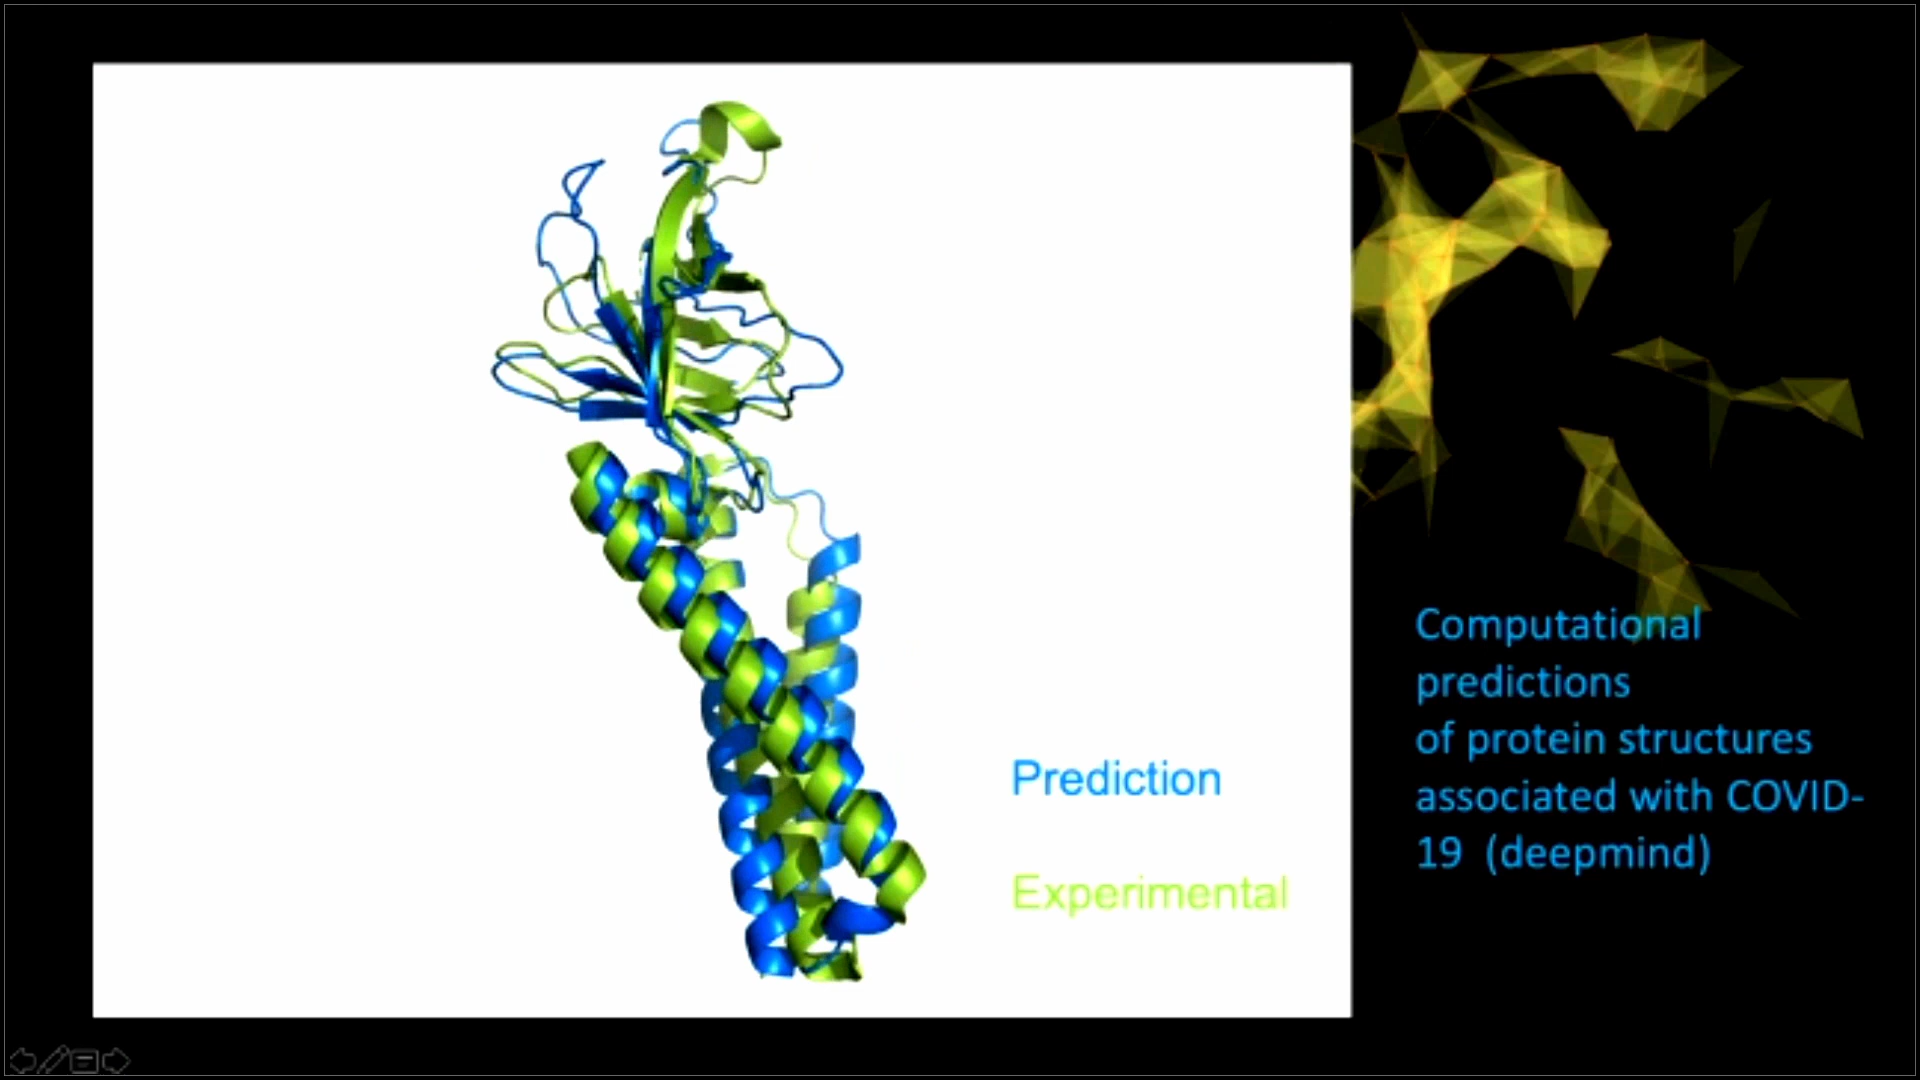 Prediction
Experimental
Computational
predictions
of protein structures
associated with COVID-
19 (deepmind)